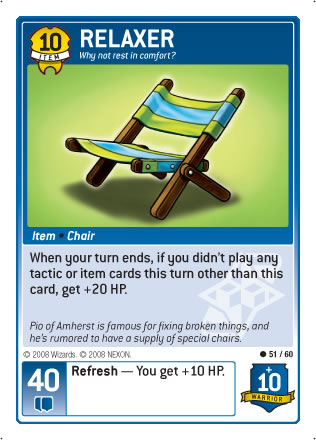 10
ITEM
RELAXER
Why not rest in comfort?
Item • Chair
When your turn ends, if you didn't play any
tactic or item cards this turn other than this
card, get +20 HP.
Pio of Amherst is famous for fixing broken things, and
he's rumored to have a supply of special chairs.
© 2008 Wizards. © 2008 NEXON.
● 51 / 60
40
Refresh — You get +10 HP.
+
10
WARRIOR